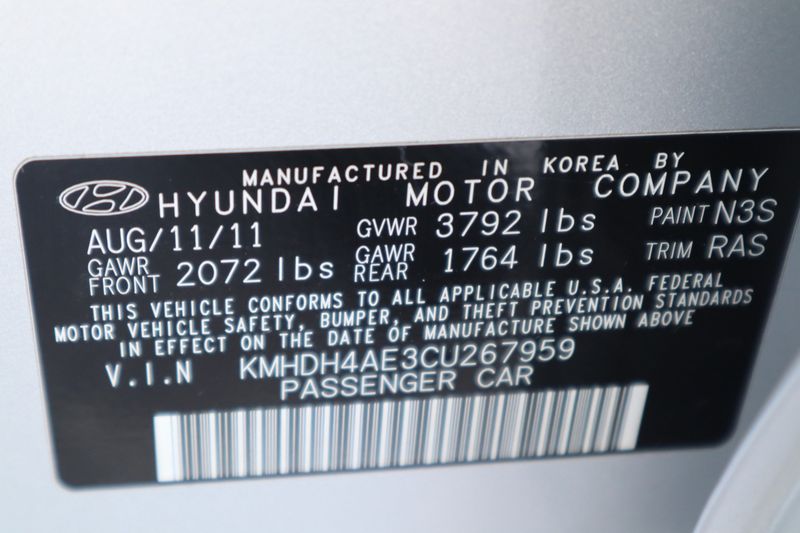 MANUFACTURED IN KOREA BY
HYUNDAI MOTOR COMPANY
AUG/11/11 GVWR 3792 lbs PAINT N3S
GAWR FRONT 2072 lbs GAWR REAR 1764 lbs TRIM RAS
THIS VEHICLE CONFORMS TO ALL APPLICABLE U.S.A. FEDERAL
MOTOR VEHICLE SAFETY, BUMPER, AND THEFT PREVENTION STANDARDS
IN EFFECT ON THE DATE OF MANUFACTURE SHOWN ABOVE
V.I.N KMHDH4AE3CU267959
PASSENGER CAR